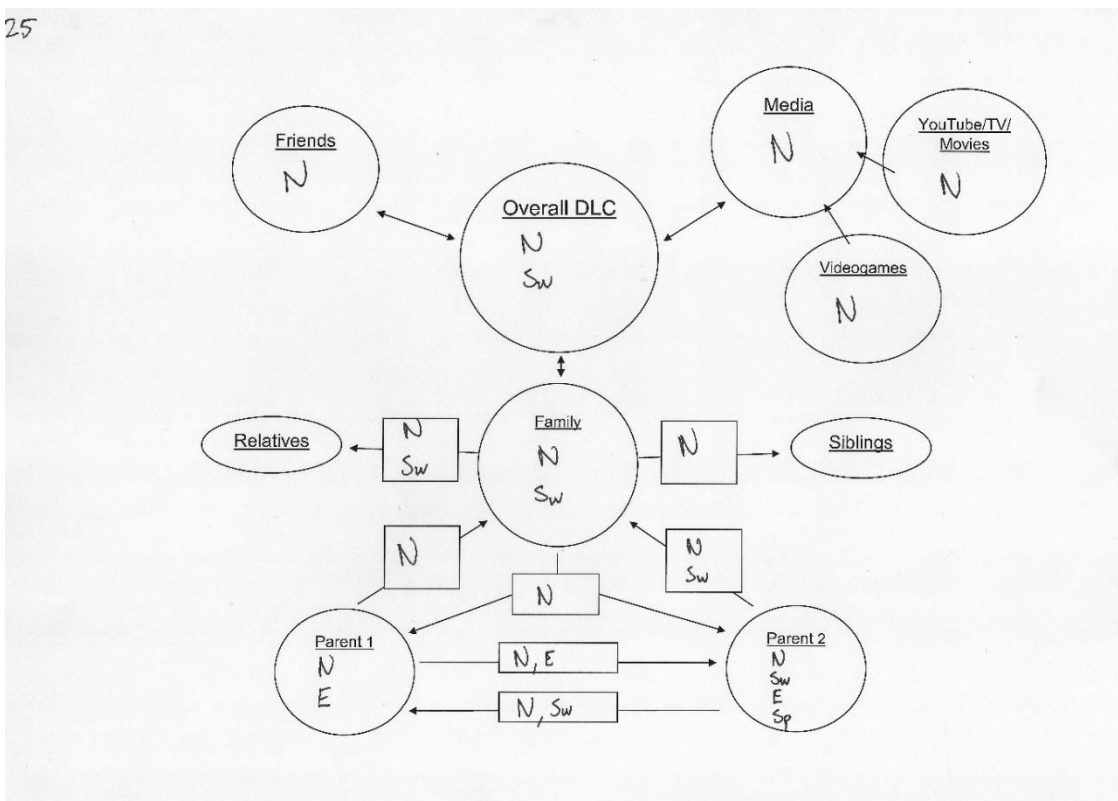 25
Friends
N
Overall DLC
N
Sw
Media
N
YouTube/TV/
Movies
N
Videogames
N
Relatives
N
Sw
Family
N
Sw
N
Siblings
N
N
Sw
N
Parent 1
N
E
N, E
N, Sw
Parent 2
N
Sw
E
Sp